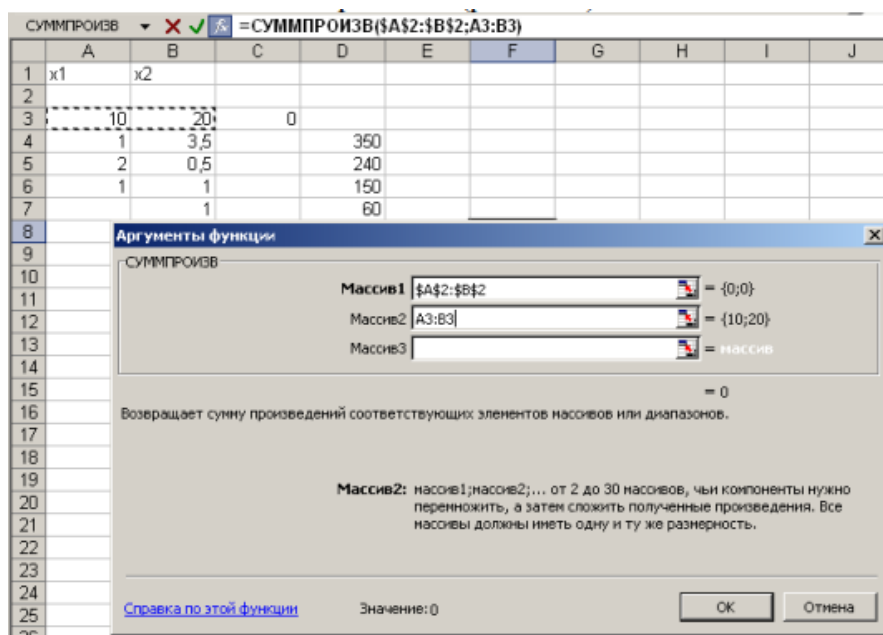 СУММПРОИЗВ =СУММПРОИЗВ($A$2:$B$2;A3:B3)
A B C D E F G H I J
1 x1 x2
2
3 10 20 0
4 1 3,5 350
5 2 0,5 240
6 1 1 150
7 1 60
8 Аргументы функции
9 СУММПРОИЗВ
10 Массив1 $A$2:$B$2 = {0;0}
11
12 Массив2 A3:B3 = {10;20}
13 Массив3 = массив
14
15 = 0
16 Возвращает сумму произведений соответствующих элементов массивов или диапазонов.
17
18
19 Массив2: массив1;массив2;... от 2 до 30 массивов, чьи компоненты нужно
20 перемножить, а затем сложить полученные произведения. Все
21 массивы должны иметь одну и ту же размерность.
22
23
24
25 Справка по этой функции Значение:0 OK Отмена